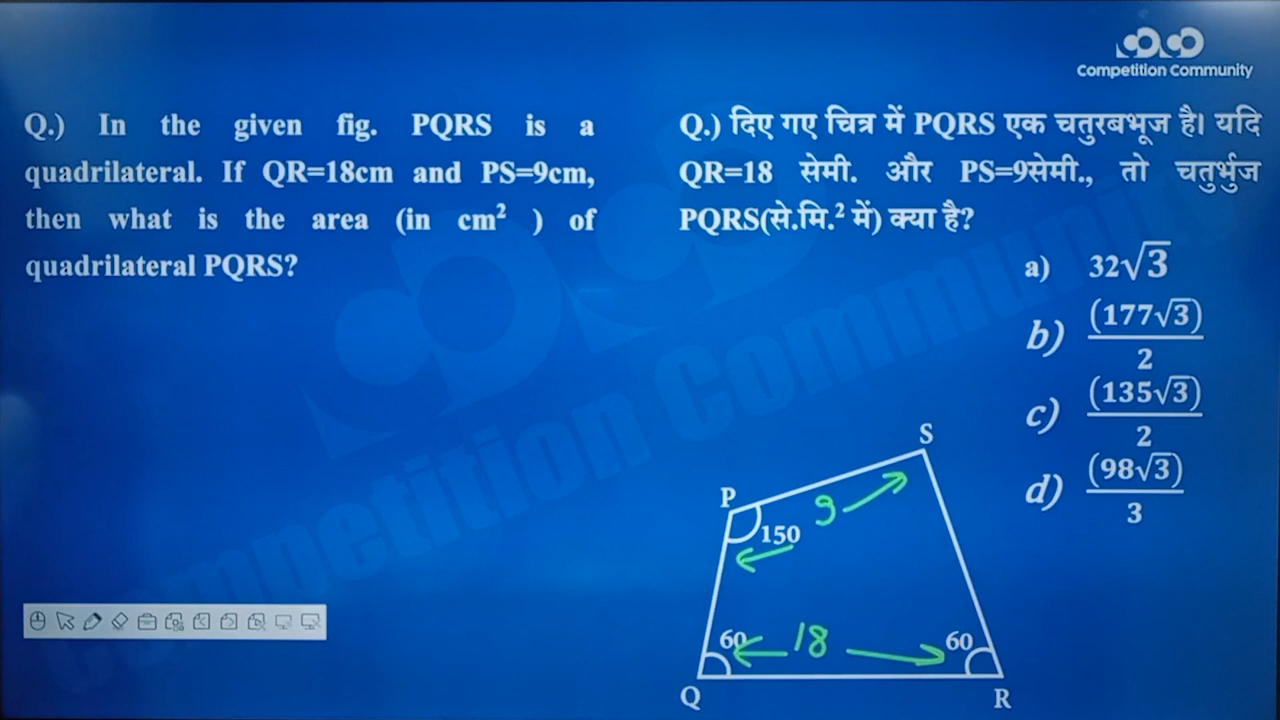 Competition Community
Q.) In the given fig. PQRS is a
quadrilateral. If QR=18cm and PS=9cm,
then what is the area (in cm² ) of
quadrilateral PQRS?
Q.) दिए गए चित्र में PQRS एक चतुरबभूज है। यदि
QR=18 सेमी. और PS=9सेमी., तो चतुर्भुज
PQRS(से.मि.² में) क्या है?
a) 32√3
b) (177√3)/2
c) (135√3)/2
d) (98√3)/3
S
P
9
150
60
18
60
Q
R
Competition Community